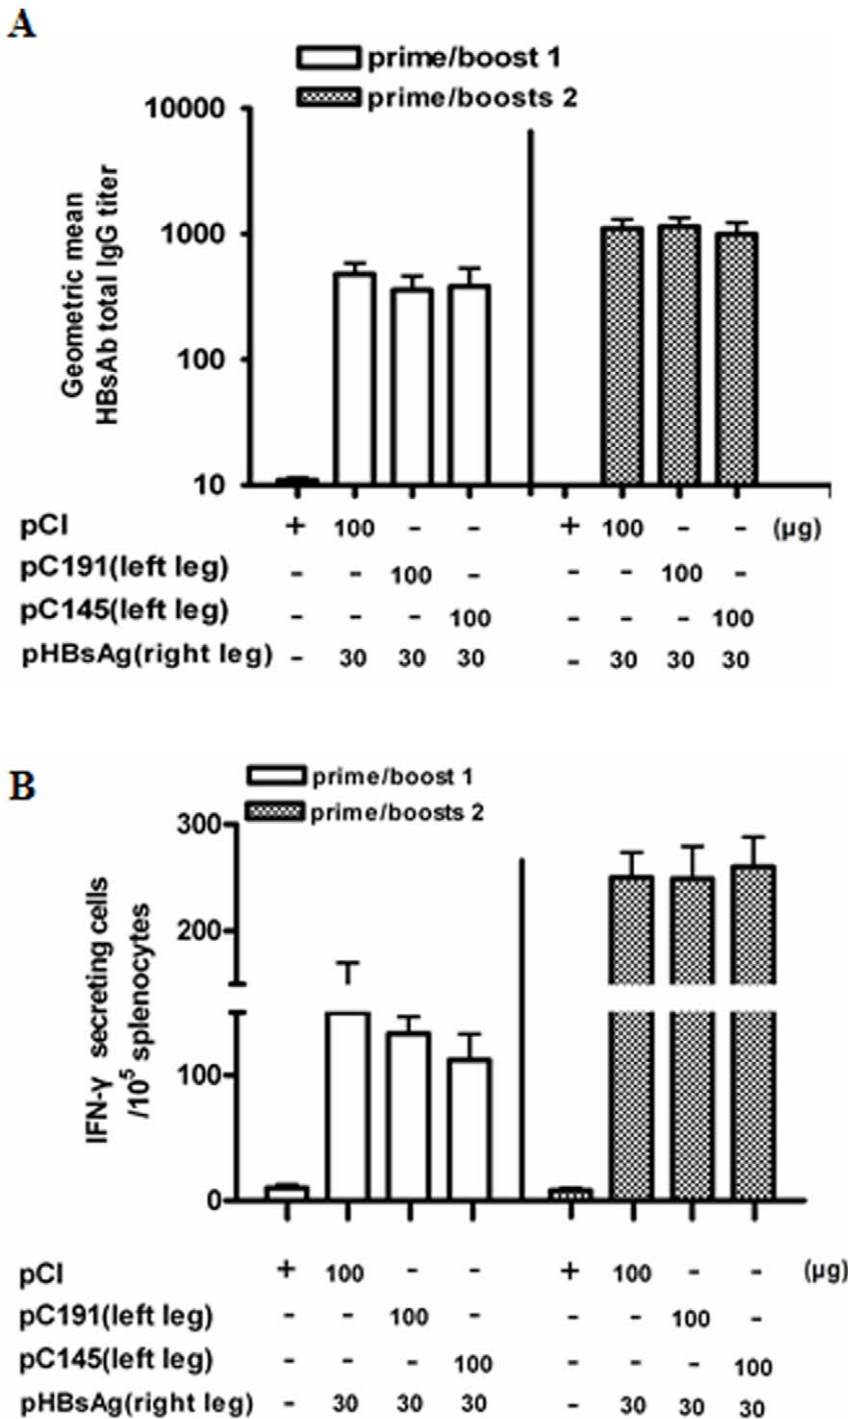 A
prime/boost 1
prime/boosts 2
Geometric mean
HBsAb total IgG titer
10000
1000
100
10
pCI + 100 - - + 100 - - (µg)
pC191(left leg) - - 100 - - - 100 -
pC145(left leg) - - - 100 - - - 100
pHBsAg(right leg) - 30 30 30 - 30 30 30
B
prime/boost 1
prime/boosts 2
IFN-γ secreting cells
/10⁵ splenocytes
300
200
100
0
pCI + 100 - - + 100 - - (µg)
pC191(left leg) - - 100 - - - 100 -
pC145(left leg) - - - 100 - - - 100
pHBsAg(right leg) - 30 30 30 - 30 30 30